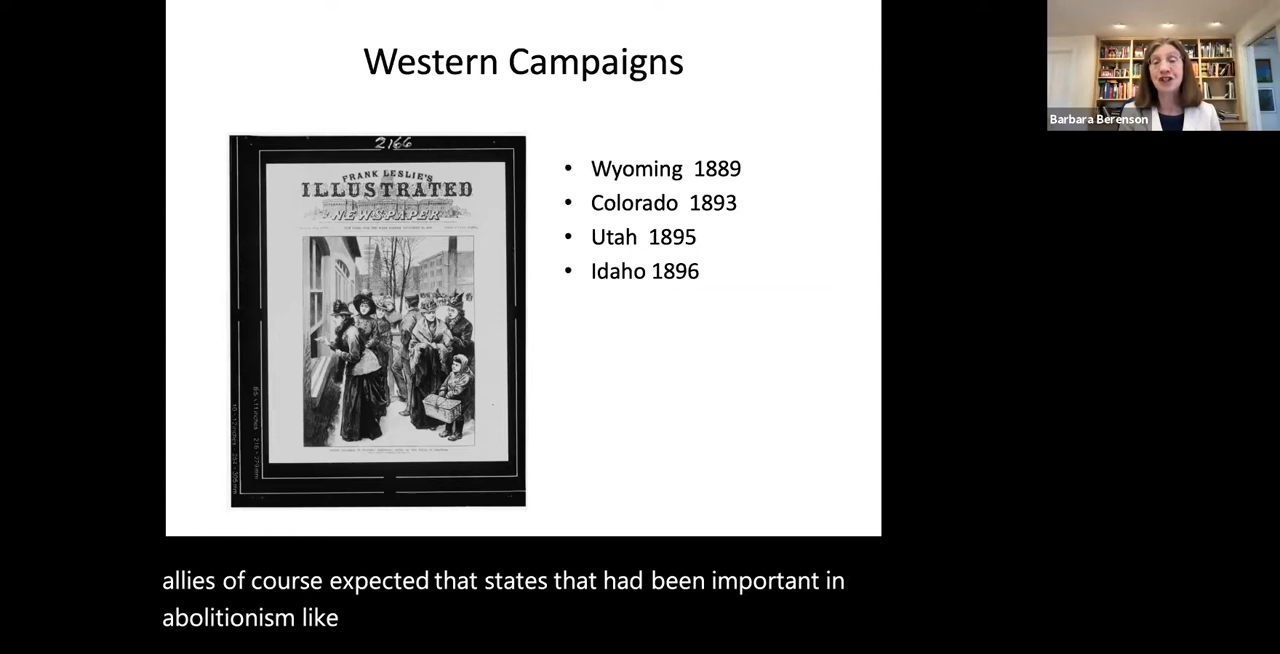 Western Campaigns
Barbara Berenson
2166
FRANK LESLIE'S
ILLUSTRATED
NEWSPAPER
• Wyoming 1889
• Colorado 1893
• Utah 1895
• Idaho 1896
allies of course expected that states that had been important in
abolitionism like